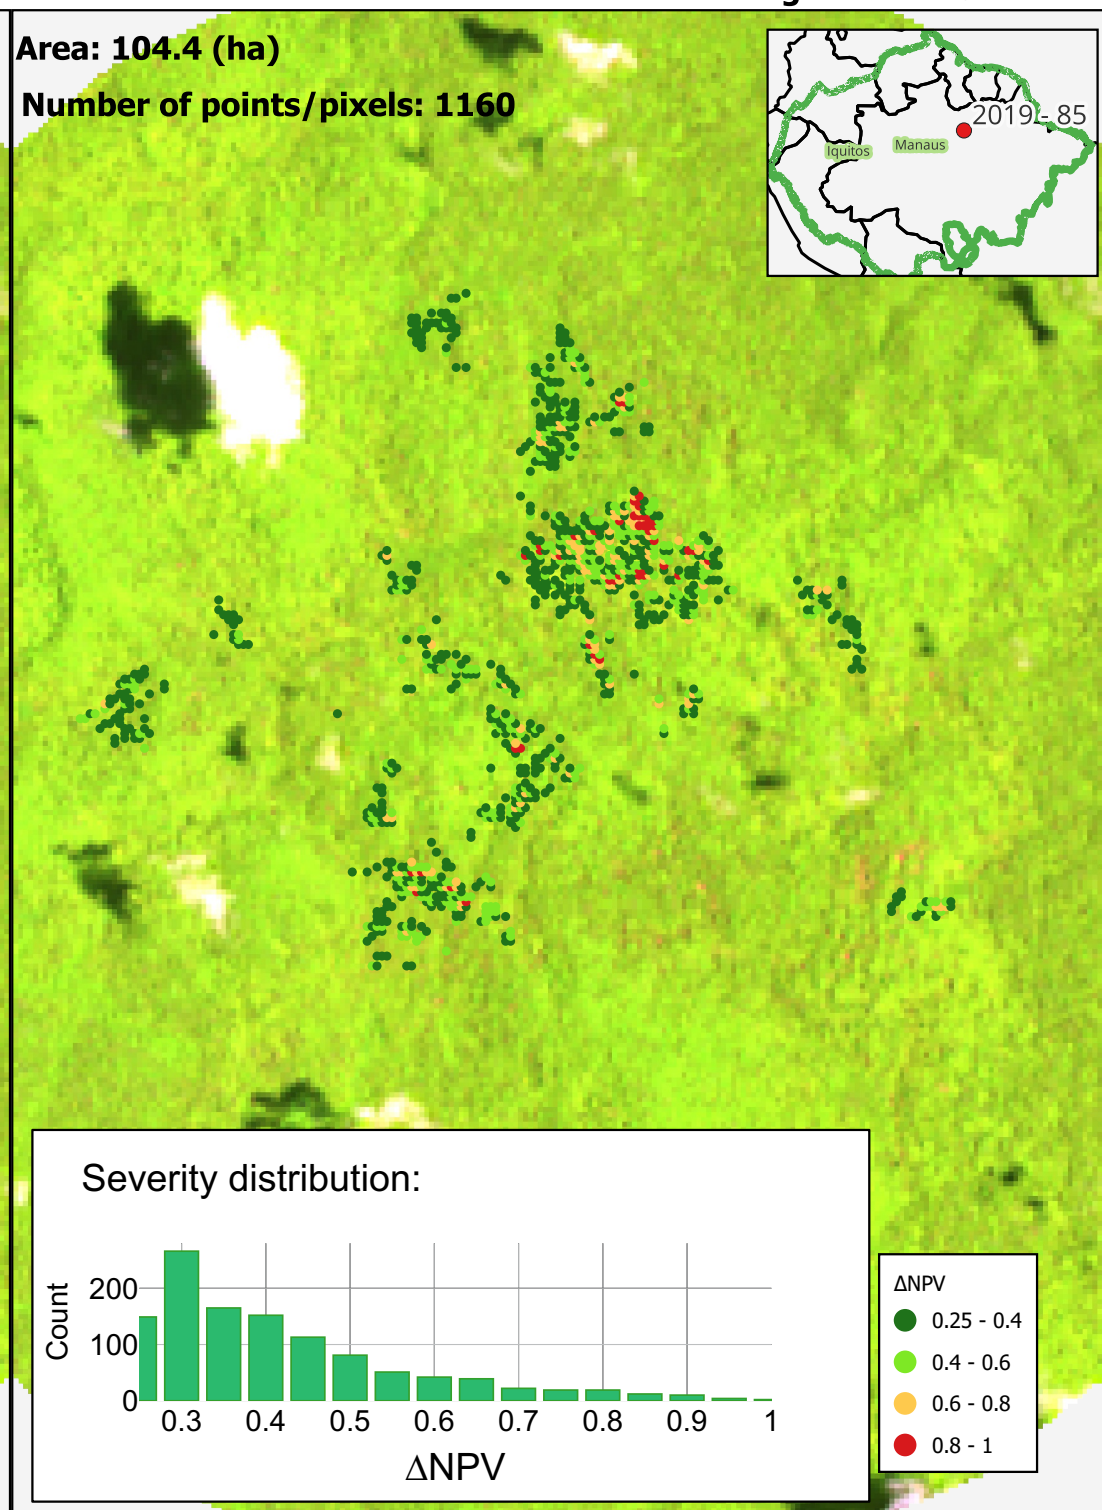 Area: 104.4 (ha)
Number of points/pixels: 1160
2019 - 85
Iquitos
Manaus
Severity distribution:
Count
200
100
0
0.3 0.4 0.5 0.6 0.7 0.8 0.9 1
ΔNPV
ΔNPV
0.25 - 0.4
0.4 - 0.6
0.6 - 0.8
0.8 - 1